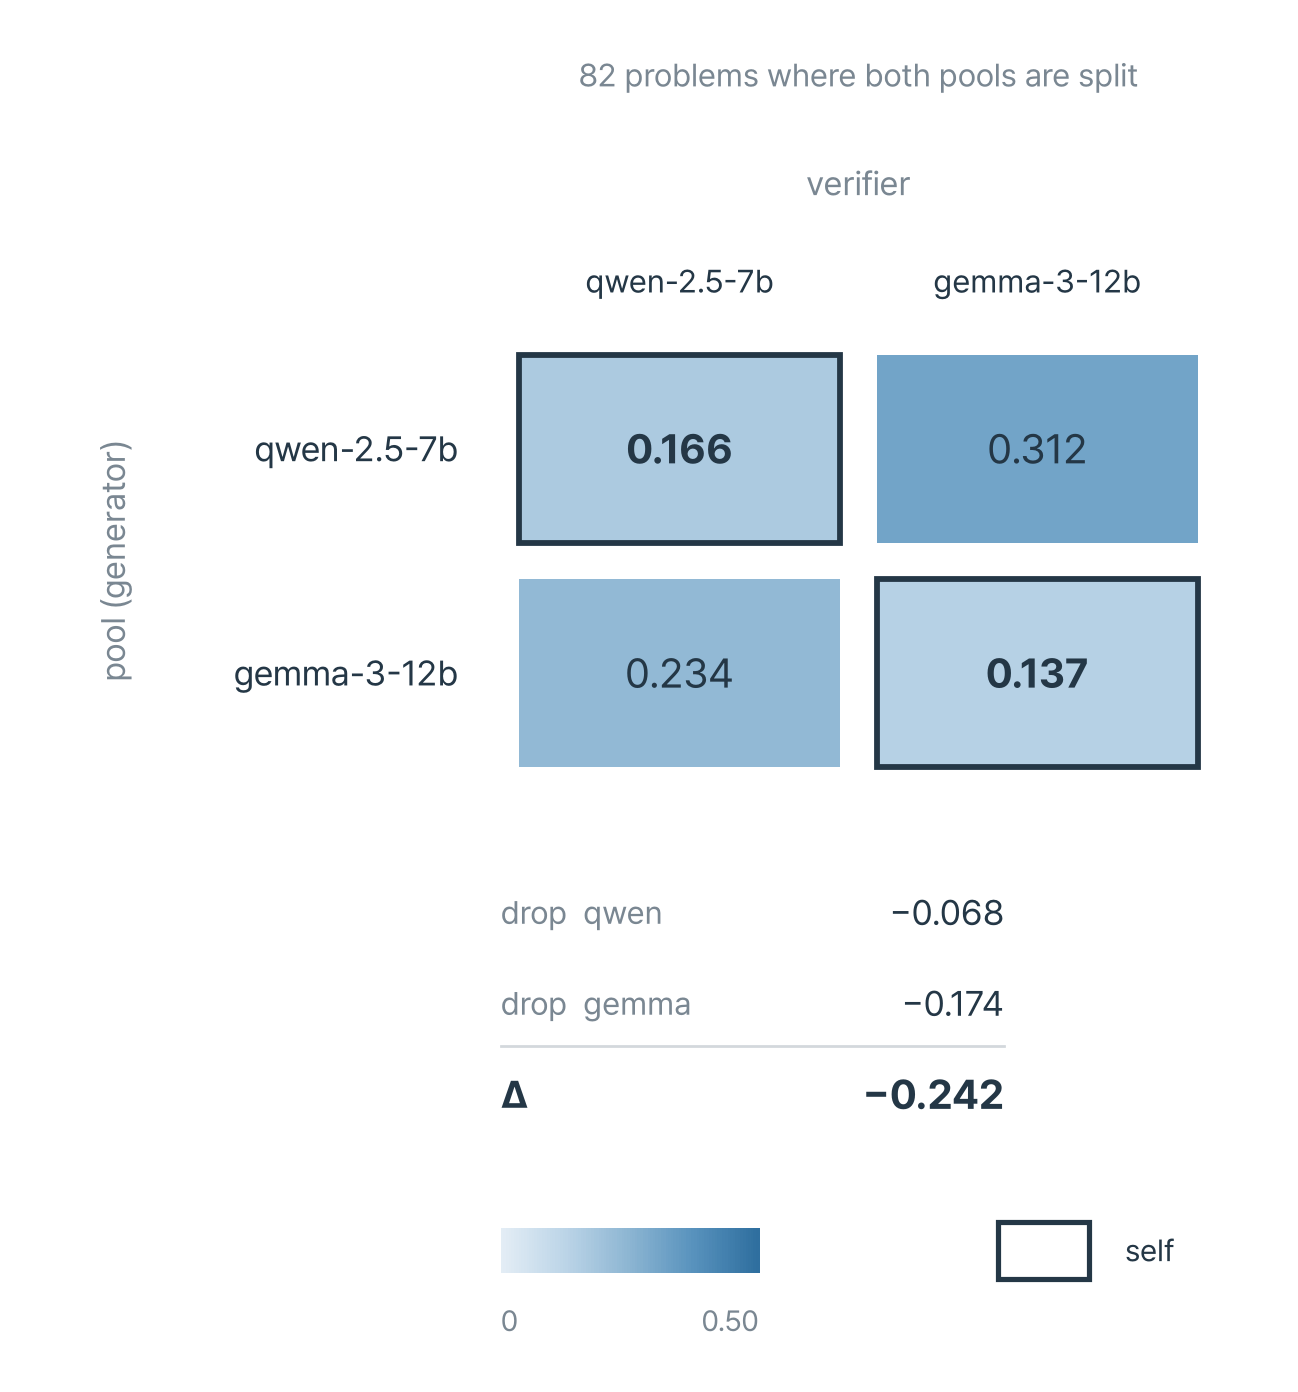 82 problems where both pools are split
verifier
qwen-2.5-7b gemma-3-12b
pool (generator)
qwen-2.5-7b 0.166 0.312
gemma-3-12b 0.234 0.137
drop qwen −0.068
drop gemma −0.174
Δ −0.242
self
0 0.50